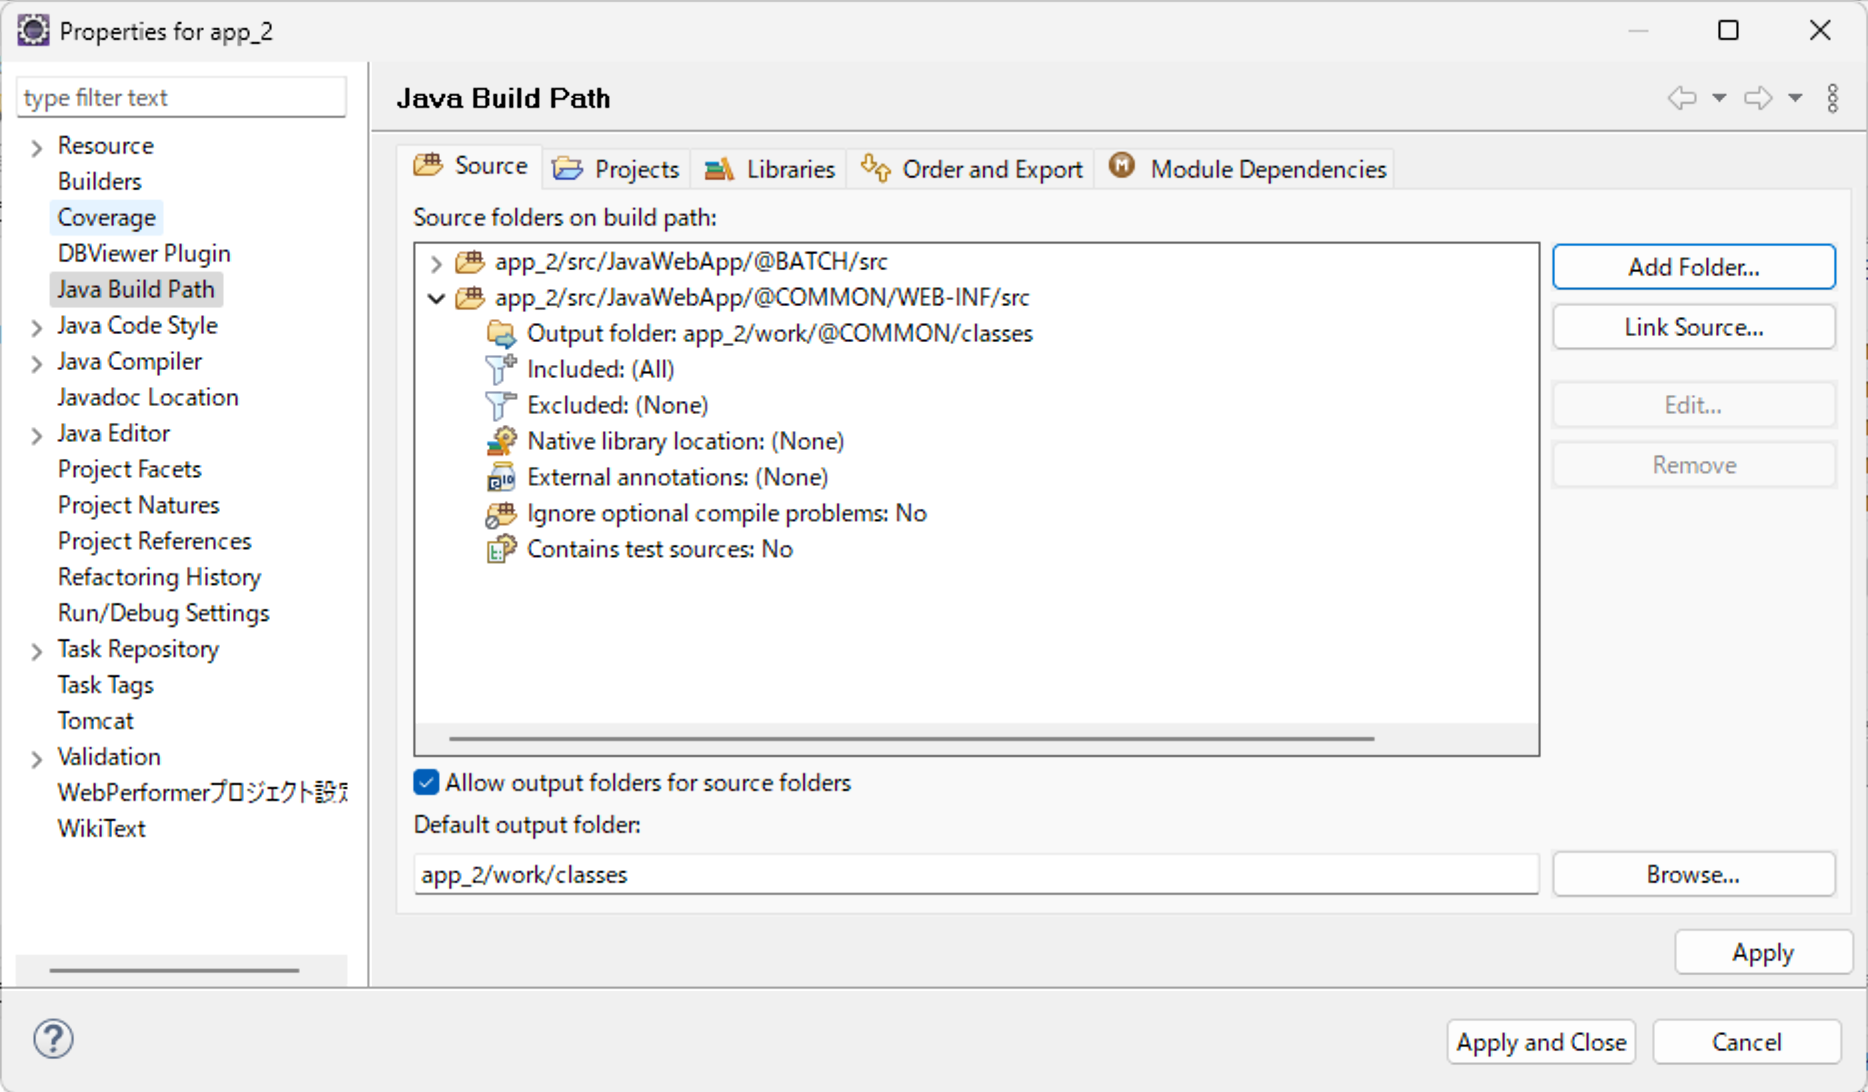 Properties for app_2
type filter text
Resource
Builders
Coverage
DBViewer Plugin
Java Build Path
Java Code Style
Java Compiler
Javadoc Location
Java Editor
Project Facets
Project Natures
Project References
Refactoring History
Run/Debug Settings
Task Repository
Task Tags
Tomcat
Validation
WebPerformerプロジェクト設定
WikiText
Java Build Path
Source Projects Libraries Order and Export Module Dependencies
Source folders on build path:
app_2/src/JavaWebApp/@BATCH/src
app_2/src/JavaWebApp/@COMMON/WEB-INF/src
Output folder: app_2/work/@COMMON/classes
Included: (All)
Excluded: (None)
Native library location: (None)
External annotations: (None)
Ignore optional compile problems: No
Contains test sources: No
Add Folder...
Link Source...
Edit...
Remove
Allow output folders for source folders
Default output folder:
app_2/work/classes
Browse...
Apply
Apply and Close
Cancel